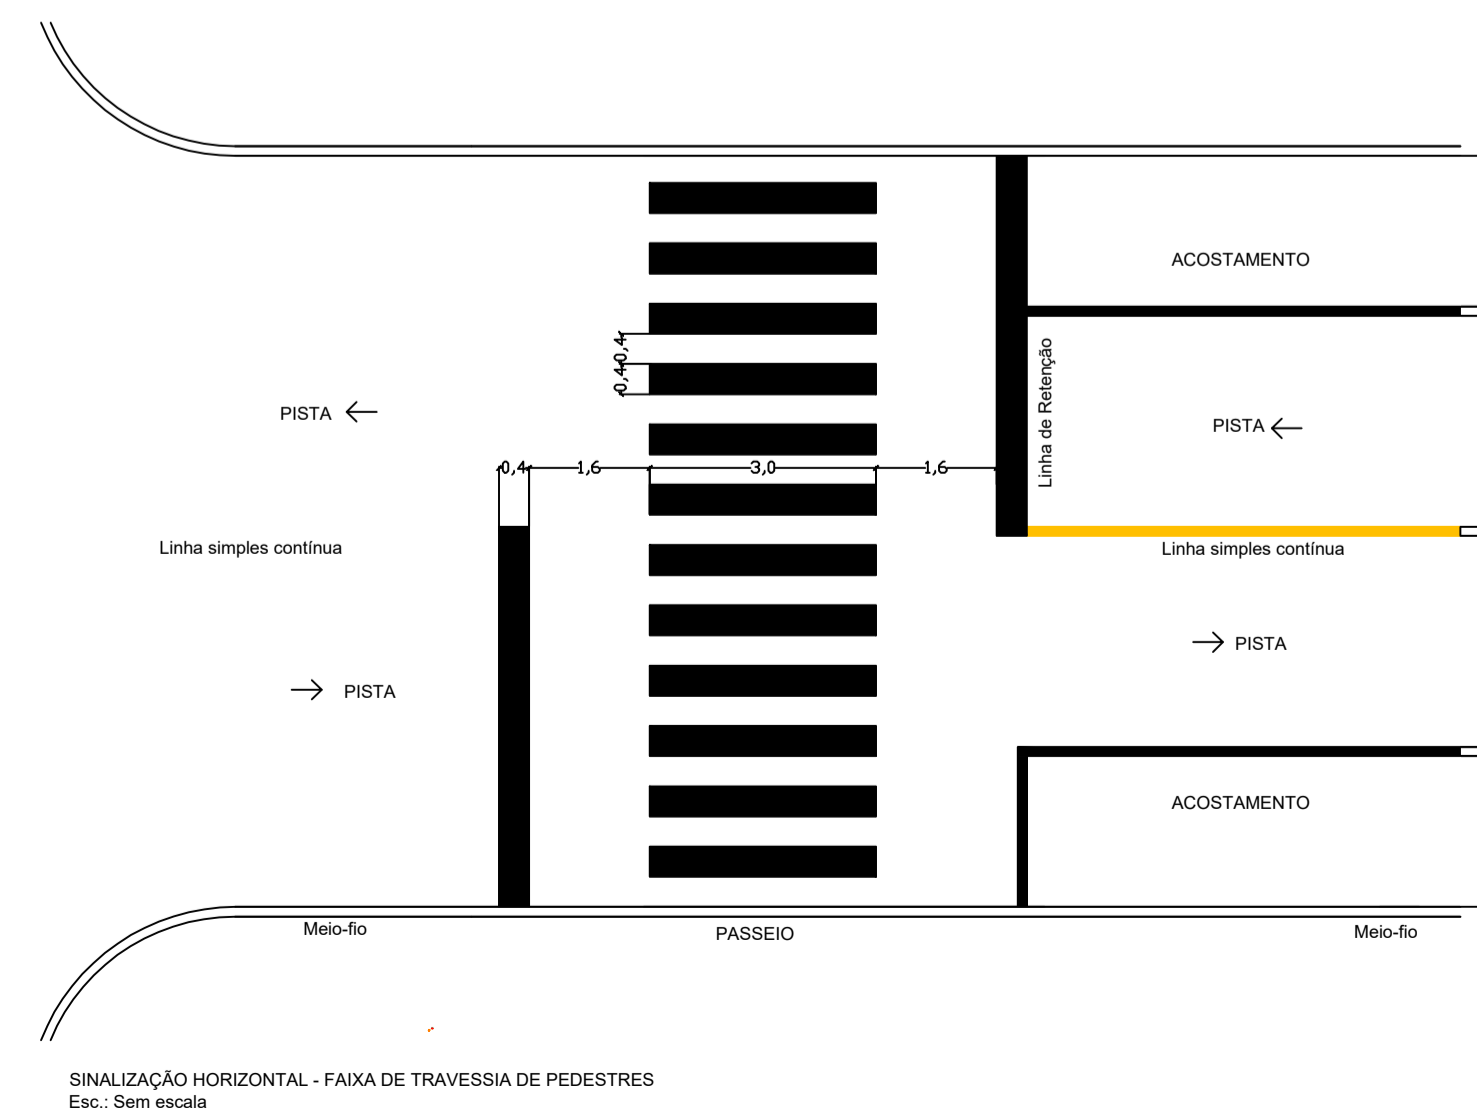 ACOSTAMENTO
0,4
0,4
Linha de Retenção
PISTA
PISTA
0,4
1,6
3,0
1,6
Linha simples contínua
Linha simples contínua
PISTA
PISTA
ACOSTAMENTO
Meio-fio
PASSEIO
Meio-fio
SINALIZAÇÃO HORIZONTAL - FAIXA DE TRAVESSIA DE PEDESTRES
Esc.: Sem escala